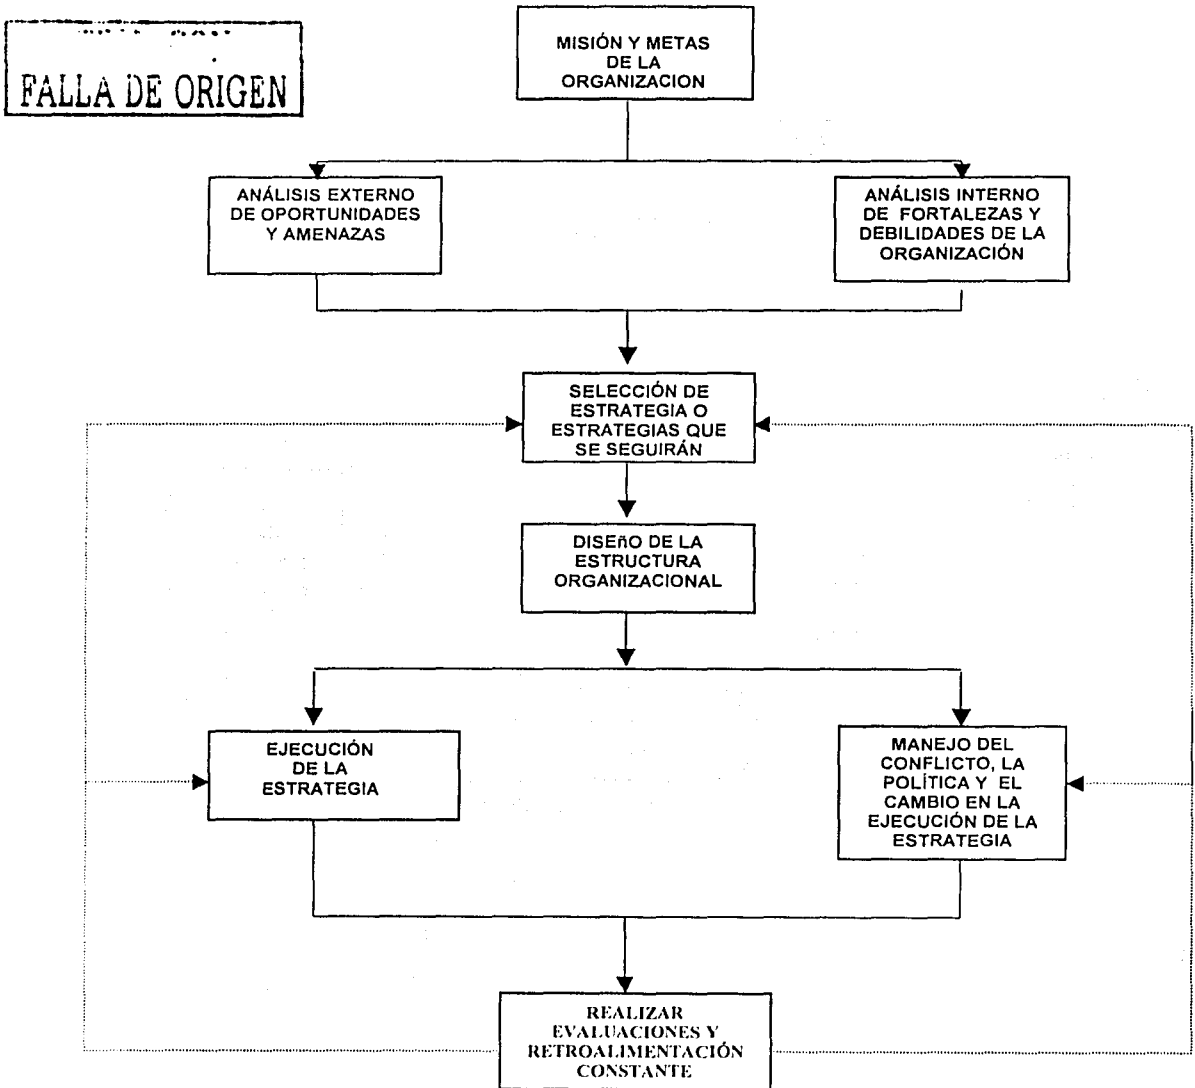 FALLA DE ORIGEN
MISIÓN Y METAS
DE LA
ORGANIZACION
ANÁLISIS EXTERNO
DE OPORTUNIDADES
Y AMENAZAS
ANÁLISIS INTERNO
DE FORTALEZAS Y
DEBILIDADES DE LA
ORGANIZACIÓN
SELECCIÓN DE
ESTRATEGIA O
ESTRATEGIAS QUE
SE SEGUIRÁN
DISEñO DE LA
ESTRUCTURA
ORGANIZACIONAL
EJECUCIÓN
DE LA
ESTRATEGIA
MANEJO DEL
CONFLICTO, LA
POLÍTICA Y EL
CAMBIO EN LA
EJECUCIÓN DE LA
ESTRATEGIA
REALIZAR
EVALUACIONES Y
RETROALIMENTACIÓN
CONSTANTE